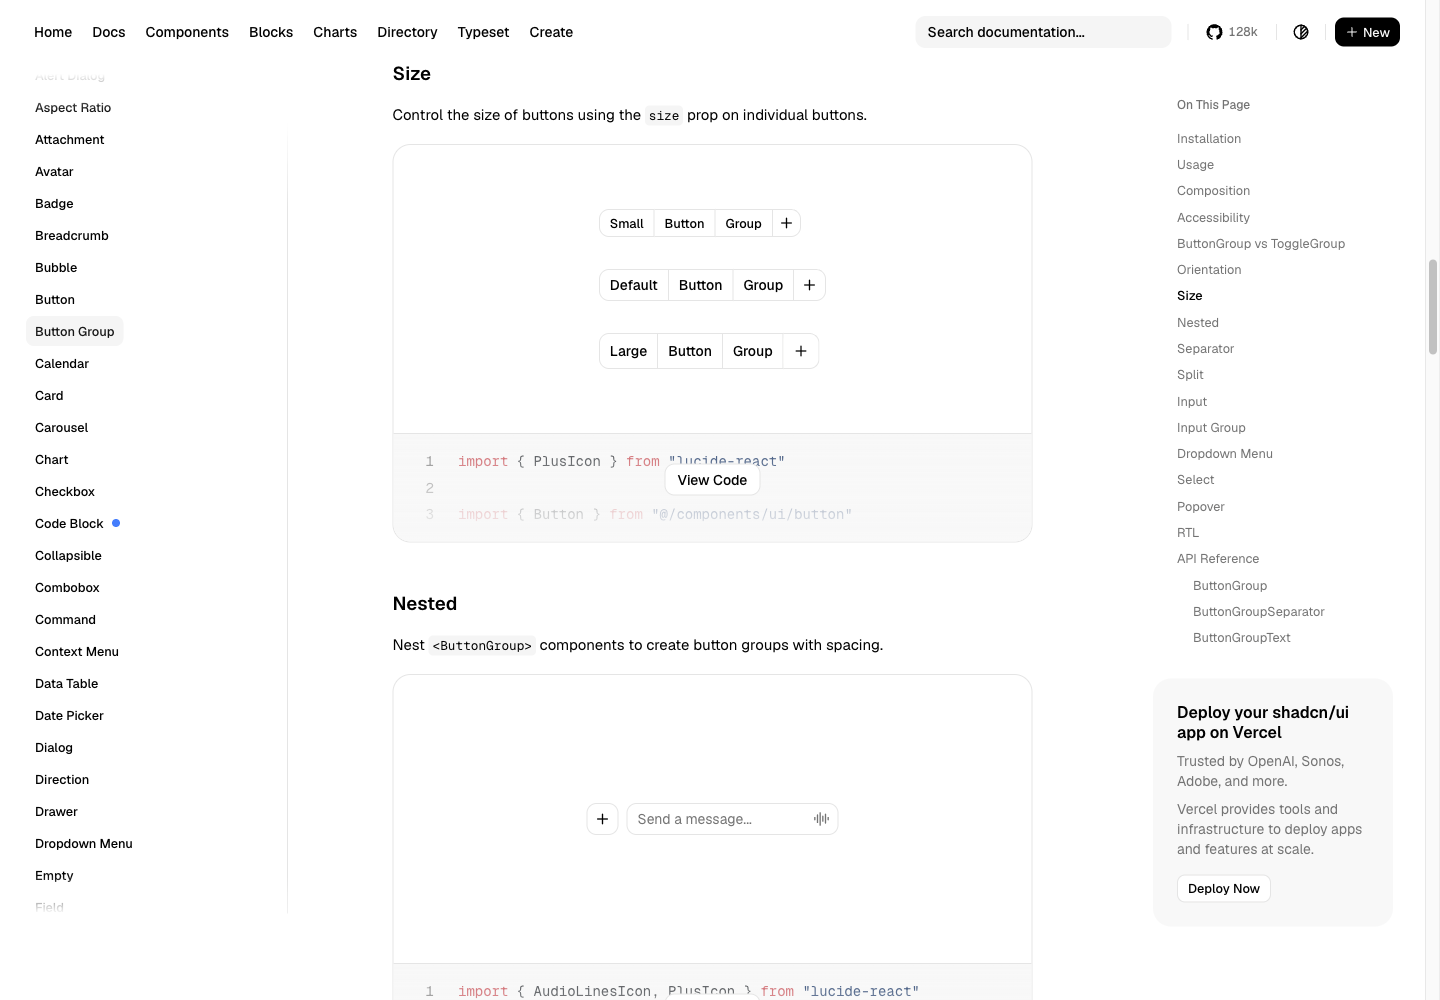 Home Docs Components Blocks Charts Directory Typeset Create Search documentation... 128k New
Alert Dialog
Aspect Ratio
Attachment
Avatar
Badge
Breadcrumb
Bubble
Button
Button Group
Calendar
Card
Carousel
Chart
Checkbox
Code Block
Collapsible
Combobox
Command
Context Menu
Data Table
Date Picker
Dialog
Direction
Drawer
Dropdown Menu
Empty
Field
Size
Control the size of buttons using the size prop on individual buttons.
Small Button Group
Default Button Group
Large Button Group
1 import { PlusIcon } from "lucide-react"
2
View Code
3 import { Button } from "@/components/ui/button"
Nested
Nest <ButtonGroup> components to create button groups with spacing.
Send a message...
1 import { AudioLinesIcon, PlusIcon } from "lucide-react"
On This Page
Installation
Usage
Composition
Accessibility
ButtonGroup vs ToggleGroup
Orientation
Size
Nested
Separator
Split
Input
Input Group
Dropdown Menu
Select
Popover
RTL
API Reference
ButtonGroup
ButtonGroupSeparator
ButtonGroupText
Deploy your shadcn/ui
app on Vercel
Trusted by OpenAI, Sonos,
Adobe, and more.
Vercel provides tools and
infrastructure to deploy apps
and features at scale.
Deploy Now